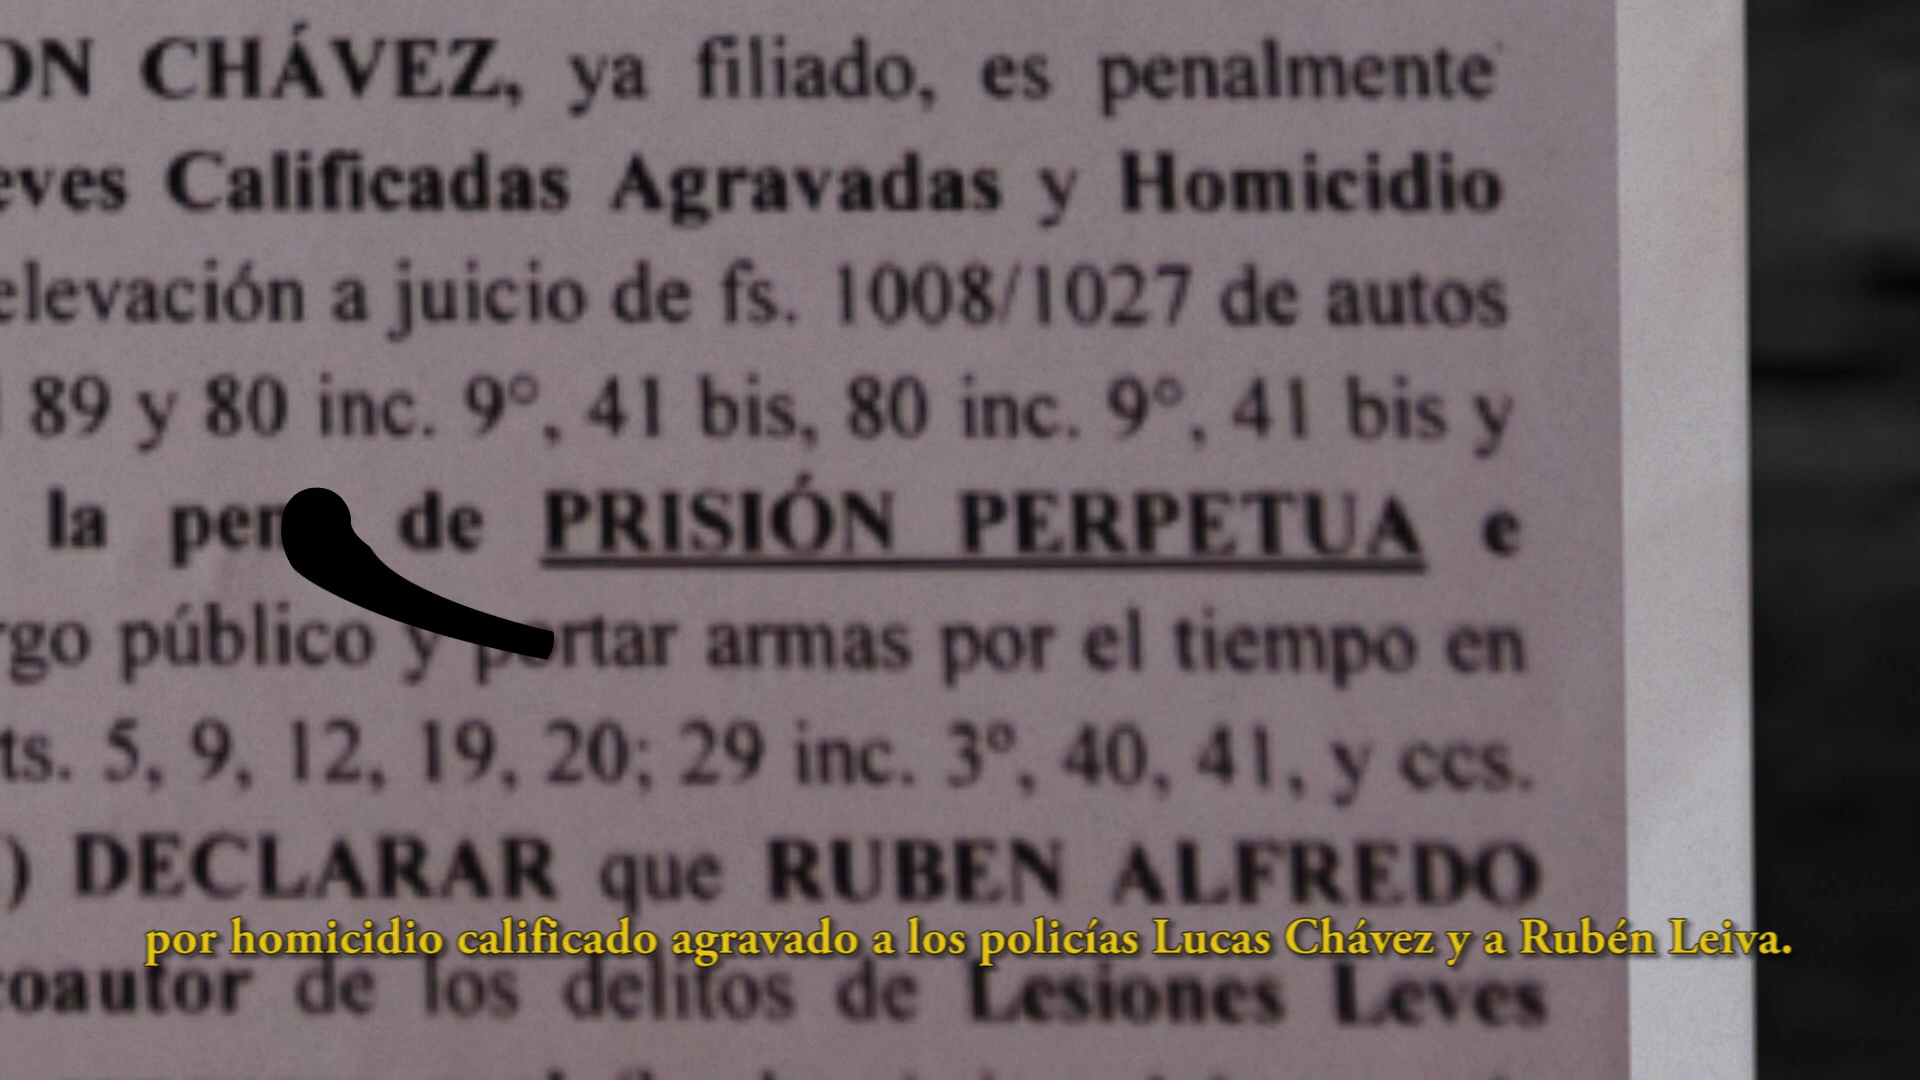 ON CHÁVEZ, ya filiado, es penalmente
eves Calificadas Agravadas y Homicidio
elevación a juicio de fs. 1008/1027 de autos
89 y 80 inc. 9°, 41 bis, 80 inc. 9°, 41 bis y
la de PRISIÓN PERPETUA e
rgo público y armas por el tiempo en
ts. 5, 9, 12, 19, 20; 29 inc. 3º, 40, 41, y ccs.
) DECLARAR que RUBEN ALFREDO
por homicidio calificado agravado a los policías Lucas Chávez y a Rubén Leiva.
coautor de los delitos de Lesiones Leves